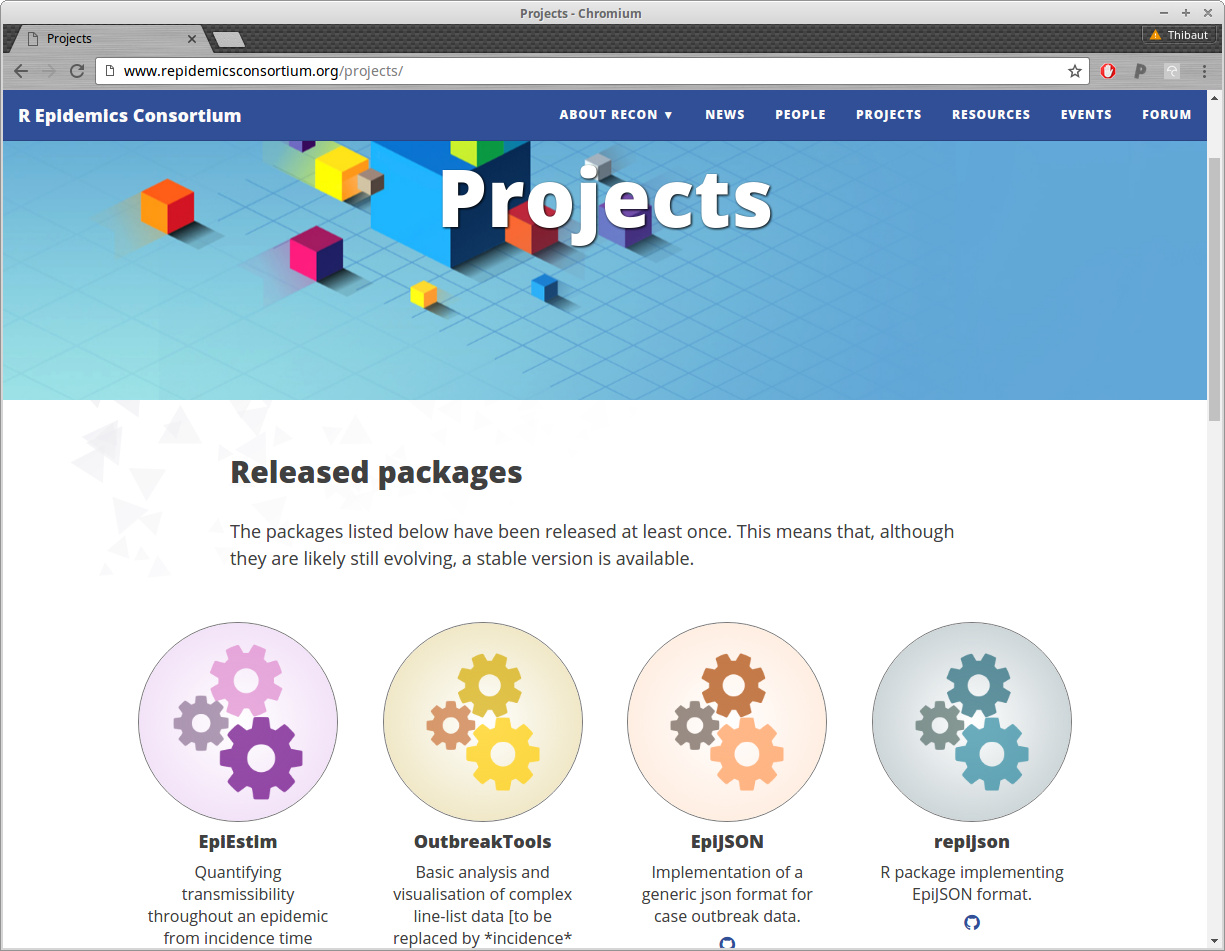 Projects - Chromium
Projects
Thibaut
www.repidemicsconsortium.org/projects/
R Epidemics Consortium
ABOUT RECON ▼ NEWS PEOPLE PROJECTS RESOURCES EVENTS FORUM
Projects
Released packages
The packages listed below have been released at least once. This means that, although
they are likely still evolving, a stable version is available.
EpiEstim
Quantifying
transmissibility
throughout an epidemic
from incidence time
OutbreakTools
Basic analysis and
visualisation of complex
line-list data [to be
replaced by *incidence*
EpiJSON
Implementation of a
generic json format for
case outbreak data.
repijson
R package implementing
EpiJSON format.